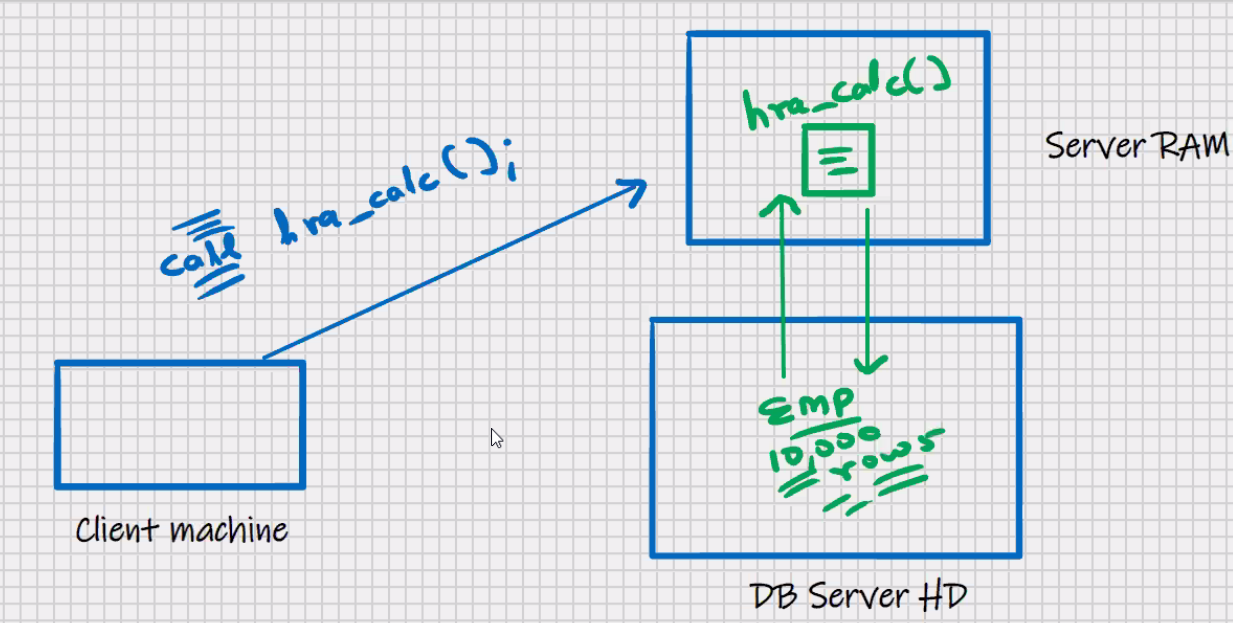 hra_calc()
Server RAM
call hra_calc();
Emp
10,000
rows
Client machine
DB Server HD